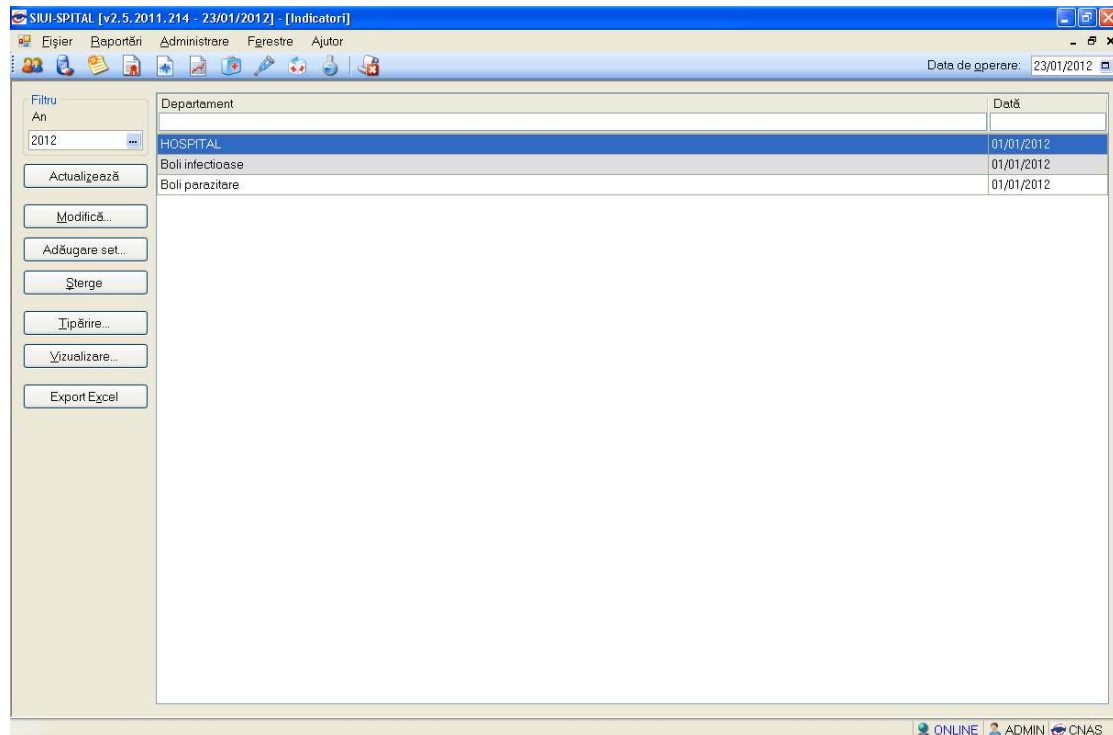 SIUI-SPITAL [v2.5.2011.214 - 23/01/2012] - [Indicatori]
Fişier Raportări Administrare Ferestre Ajutor
Data de operare: 23/01/2012
Filtru
An
2012
Actualizează
Modifică...
Adăugare set...
Şterge
Tipărire...
Vizualizare...
Export Excel
Departament Dată
HOSPITAL 01/01/2012
Boli infectioase 01/01/2012
Boli parazitare 01/01/2012
ONLINE ADMIN CNAS